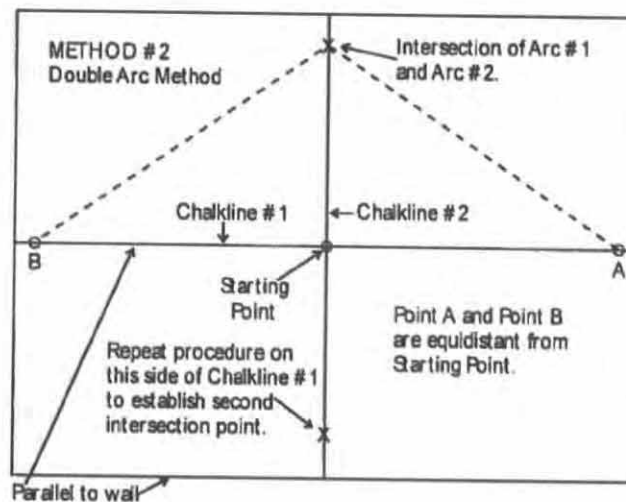 METHOD #2
Double Arc Method
X
Intersection of Arc #1
and Arc #2.
Chalkline #1
Chalkline #2
B
A
Starting
Point
Point A and Point B
are equidistant from
Starting Point.
Repeat procedure on
this side of Chalkline #1
to establish second
intersection point.
X
Parallel to wall